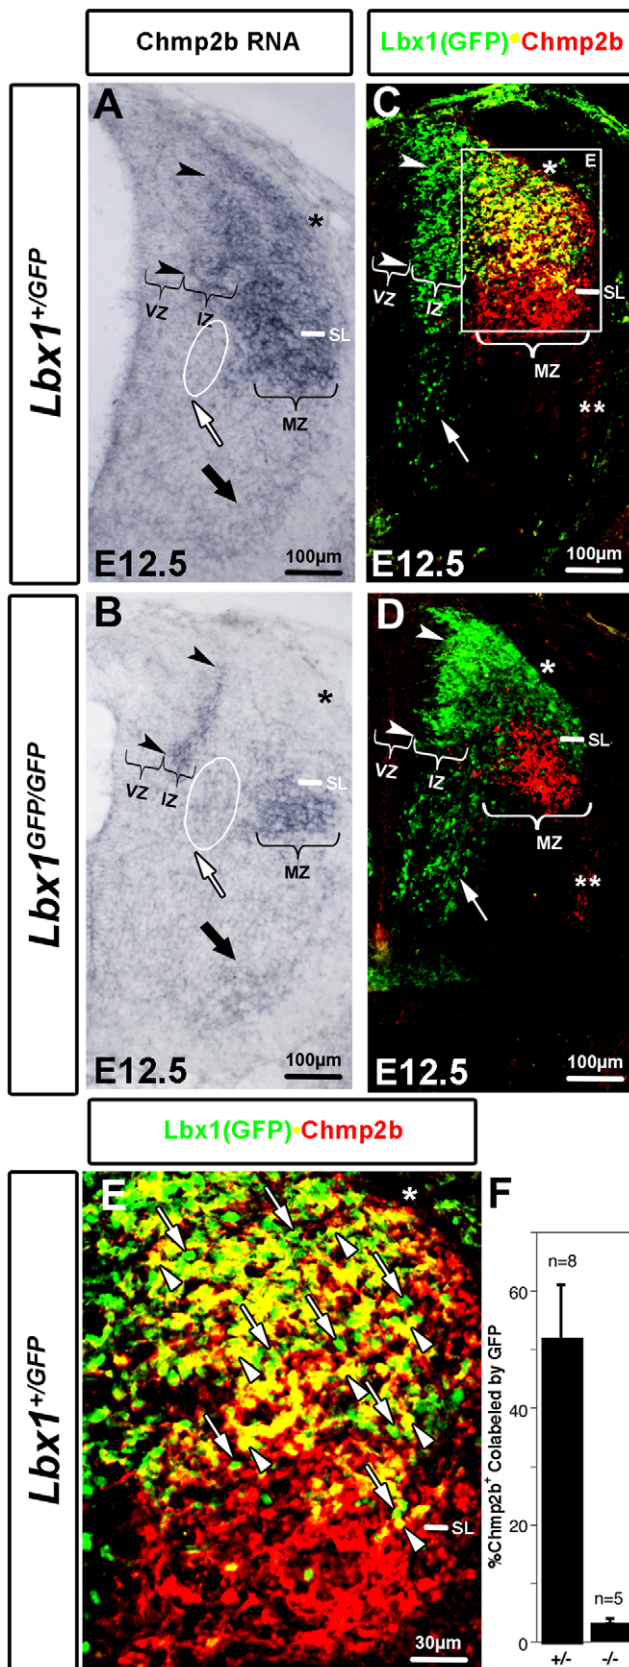 Chmp2b RNA
Lbx1(GFP)•Chmp2b
Lbx1+/GFP
A
*
VZ
IZ
SL
MZ
E12.5
100µm
C
E
*
VZ
IZ
SL
MZ
**
E12.5
100µm
Lbx1GFP/GFP
B
*
VZ
IZ
SL
MZ
E12.5
100µm
D
*
VZ
IZ
SL
MZ
**
E12.5
100µm
Lbx1(GFP)•Chmp2b
Lbx1+/GFP
E
*
SL
30µm
F
%Chmp2b+ Colabeled by GFP
60
40
20
0
n=8
n=5
+/-
-/-